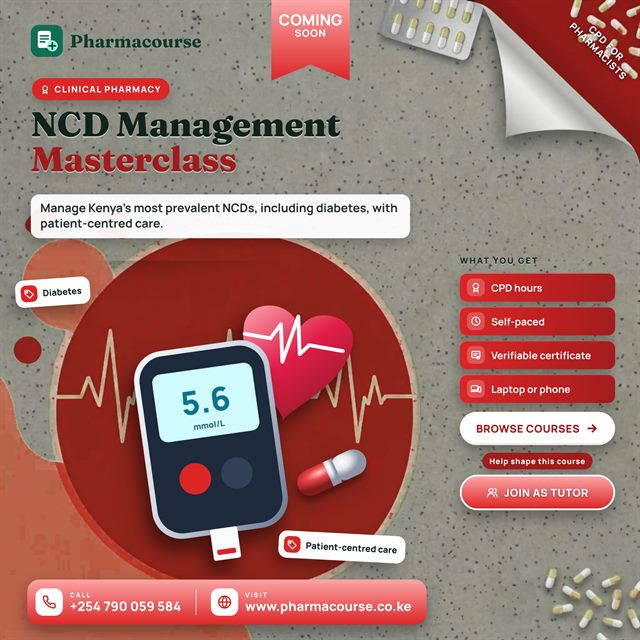 Pharmacourse
COMING
SOON
CPD FOR
PHARMACISTS
CLINICAL PHARMACY
NCD Management
Masterclass
Manage Kenya's most prevalent NCDs, including diabetes, with
patient-centred care.
Diabetes
5.6
mmol/L
Patient-centred care
WHAT YOU GET
CPD hours
Self-paced
Verifiable certificate
Laptop or phone
BROWSE COURSES →
Help shape this course
JOIN AS TUTOR
CALL
+254 790 059 584
VISIT
www.pharmacourse.co.ke